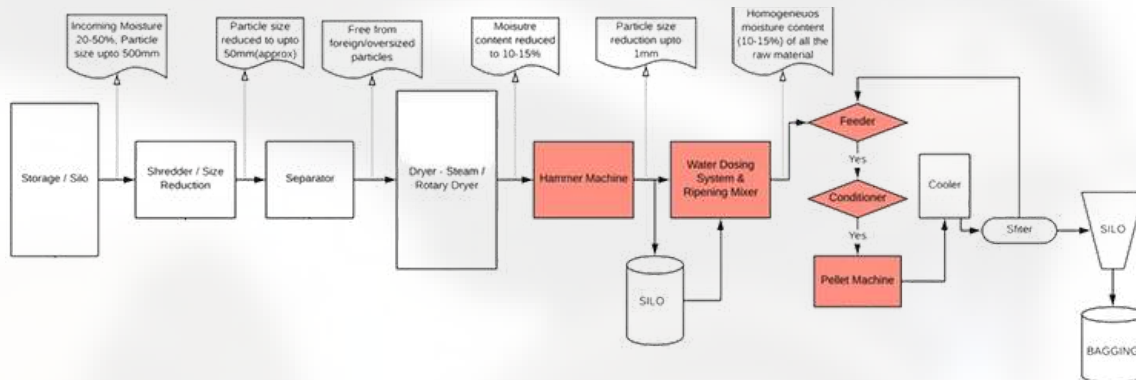 Incoming Moisture
20-50%, Particle
size upto 500mm
Particle size
reduced to upto
50mm(approx)
Free from
foreign/oversized
particles
Moisutre
content reduced
to 10-15%
Particle size
reduction upto
1mm
Homogeneuos
moisture content
(10-15%) of all the
raw material
Storage / Silo
Shredder / Size
Reduction
Separator
Dryer - Steam /
Rotary Dryer
Hammer Machine
Water Dosing
System &
Ripening Mixer
Feeder
Yes
Conditioner
Yes
Pellet Machine
Cooler
Sfiter
SILO
SILO
BAGGING